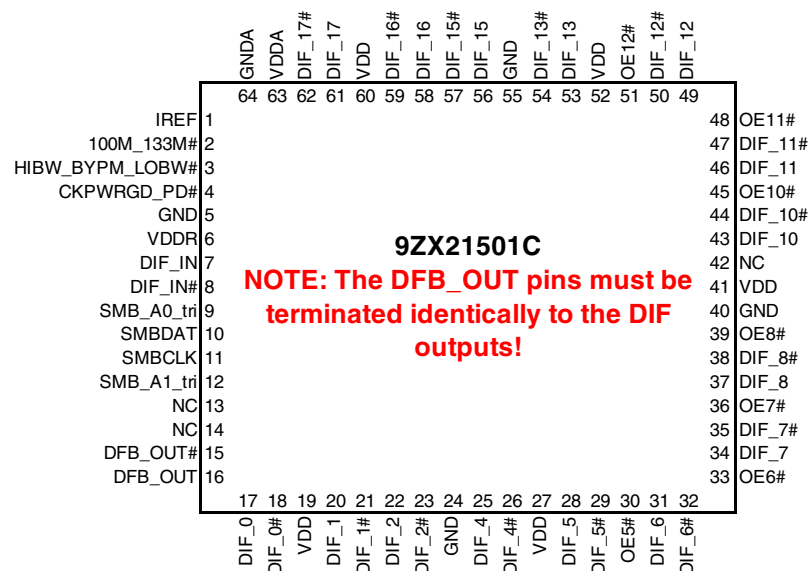 GNDA
VDDA
DIF_17#
DIF_17
VDD
DIF_16#
DIF_16
DIF_15#
DIF_15
GND
DIF_13#
DIF_13
VDD
OE12#
DIF_12#
DIF_12
64 63 62 61 60 59 58 57 56 55 54 53 52 51 50 49
IREF 1
100M_133M# 2
HIBW_BYPM_LOBW# 3
CKPWRGD_PD# 4
GND 5
VDDR 6
DIF_IN 7
DIF_IN# 8
SMB_A0_tri 9
SMBDAT 10
SMBCLK 11
SMB_A1_tri 12
NC 13
NC 14
DFB_OUT# 15
DFB_OUT 16
9ZX21501C
NOTE: The DFB_OUT pins must be
terminated identically to the DIF
outputs!
48 OE11#
47 DIF_11#
46 DIF_11
45 OE10#
44 DIF_10#
43 DIF_10
42 NC
41 VDD
40 GND
39 OE8#
38 DIF_8#
37 DIF_8
36 OE7#
35 DIF_7#
34 DIF_7
33 OE6#
17 18 19 20 21 22 23 24 25 26 27 28 29 30 31 32
DIF_0
DIF_0#
VDD
DIF_1
DIF_1#
DIF_2
DIF_2#
GND
DIF_4
DIF_4#
VDD
DIF_5
DIF_5#
OE5#
DIF_6
DIF_6#